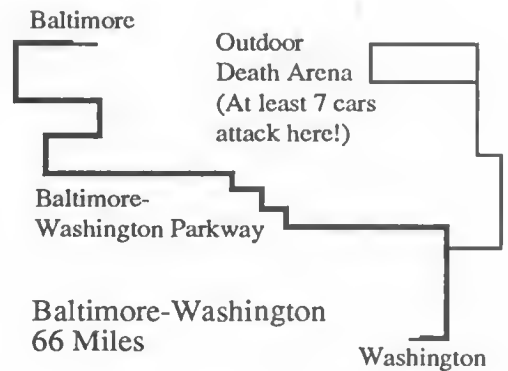 Baltimore
Outdoor
Death Arena
(At least 7 cars
attack here!)
Baltimore-
Washington Parkway
Baltimore-Washington
66 Miles
Washington